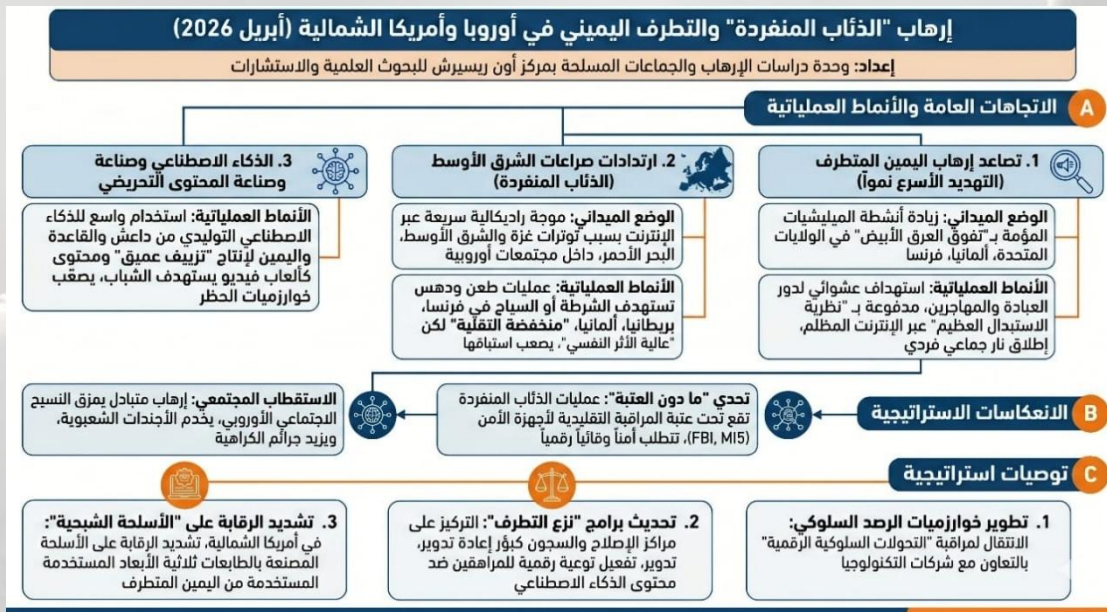 إرهاب "الذئاب المنفردة" والتطرف اليميني في أوروبا وأمريكا الشمالية (أبريل 2026)
إعداد: وحدة دراسات الإرهاب والجماعات المسلحة بمركز أون ريسيرش للبحوث العلمية والاستشارات
A الاتجاهات العامة والأنماط العملياتية
1. تصاعد إرهاب اليمين المتطرف
(التهديد الأسرع نمواً)
الوضع الميداني: زيادة أنشطة الميليشيات
المؤمة بـ"تفوق العرق الأبيض" في الولايات
المتحدة، ألمانيا، فرنسا
الأنماط العملياتية: استهداف عشوائي لدور
العبادة والمهاجرين، مدفوعة بـ "نظرية
الاستبدال العظيم" عبر الإنترنت المظلم،
إطلاق نار جماعي فردي
2. ارتدادات صراعات الشرق الأوسط
(الذئاب المنفردة)
الوضع الميداني: موجة راديكالية سريعة عبر
الإنترنت بسبب توترات غزة والشرق الأوسط،
البحر الأحمر، داخل مجتمعات أوروبية
الأنماط العملياتية: عمليات طعن ودهس
تستهدف الشرطة أو السياح في فرنسا،
بريطانيا، ألمانيا، "منخفضة التقلية" لكن
"عالية الأثر النفسي"، يصعب استباقها
3. الذكاء الاصطناعي وصناعة
وصناعة المحتوى التحريضي
الأنماط العملياتية: استخدام واسع للذكاء
الاصطناعي التوليدي من داعش والقاعدة
واليمين لإنتاج "تزييف عميق" ومحتوى
كألعاب فيديو يستهدف الشباب، يصعّب
خوارزميات الحظر
B الانعكاسات الاستراتيجية
تحدي "ما دون العتبة": عمليات الذئاب المنفردة
تقع تحت عتبة المراقبة التقليدية لأجهزة الأمن
(FBI, MI5)، تتطلب أمناً وقائياً رقمياً
الاستقطاب المجتمعي: إرهاب متبادل يمزق النسيج
الاجتماعي الأوروبي، يخدم الأجندات الشعبوية،
ويزيد جرائم الكراهية
C توصيات استراتيجية
1. تطوير خوارزميات الرصد السلوكي:
الانتقال لمراقبة "التحولات السلوكية الرقمية"
بالتعاون مع شركات التكنولوجيا
2. تحديث برامج "نزع التطرف": التركيز على
مراكز الإصلاح والسجون كبؤر إعادة تدوير،
تدوير، تفعيل توعية رقمية للمراهقين ضد
محتوى الذكاء الاصطناعي
3. تشديد الرقابة على "الأسلحة الشبحية":
في أمريكا الشمالية، تشديد الرقابة على الأسلحة
المصنعة بالطابعات ثلاثية الأبعاد المستخدمة
المستخدمة من اليمين المتطرف